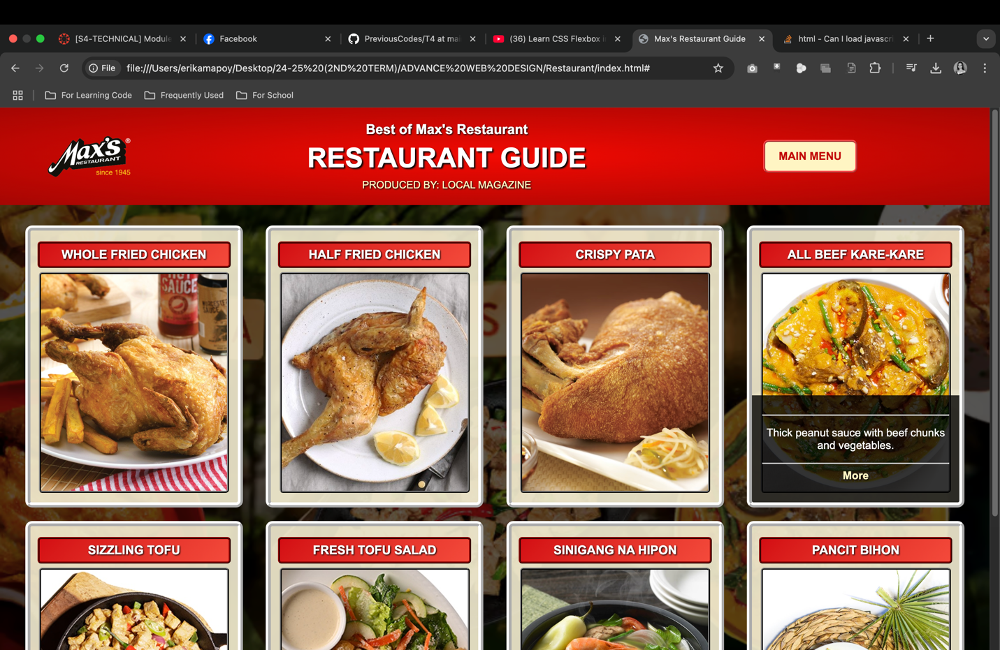 [S4-TECHNICAL] Module
Facebook
PreviousCodes/T4 at mai
(36) Learn CSS Flexbox i
Max's Restaurant Guide
html - Can I load javascri
File
file:///Users/erikamapoy/Desktop/24-25%20(2ND%20TERM)/ADVANCE%20WEB%20DESIGN/Restaurant/index.html#
For Learning Code
Frequently Used
For School
Max's®
RESTAURANT
since 1945
Best of Max's Restaurant
RESTAURANT GUIDE
PRODUCED BY: LOCAL MAGAZINE
MAIN MENU
WHOLE FRIED CHICKEN
HALF FRIED CHICKEN
CRISPY PATA
ALL BEEF KARE-KARE
SAUCE
Thick peanut sauce with beef chunks
and vegetables.
More
SIZZLING TOFU
FRESH TOFU SALAD
SINIGANG NA HIPON
PANCIT BIHON